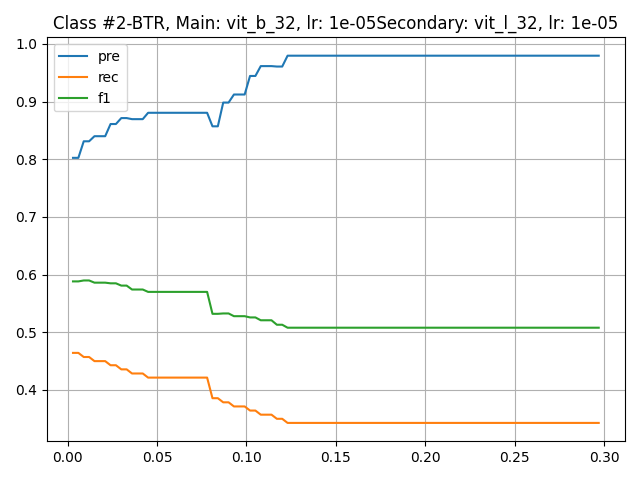 Class #2-BTR, Main: vit_b_32, lr: 1e-05Secondary: vit_l_32, lr: 1e-05
pre
rec
f1
1.0
0.9
0.8
0.7
0.6
0.5
0.4
0.00 0.05 0.10 0.15 0.20 0.25 0.30